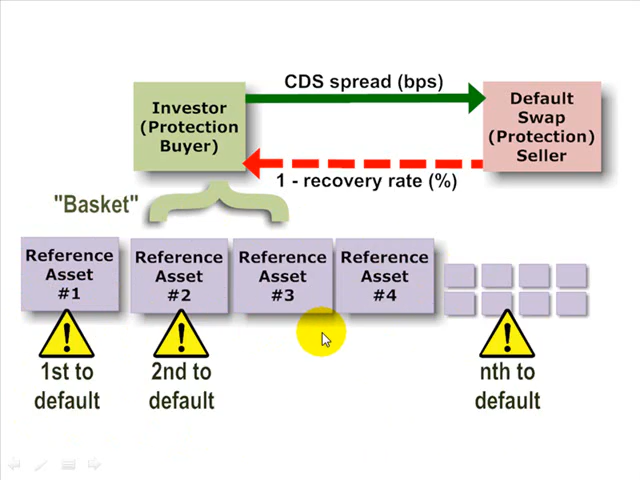 CDS spread (bps)
Investor
(Protection
Buyer)
Default
Swap
(Protection)
Seller
1 - recovery rate (%)
"Basket"
Reference
Asset
#1
Reference
Asset
#2
Reference
Asset
#3
Reference
Asset
#4
!
!
!
1st to
default
2nd to
default
nth to
default